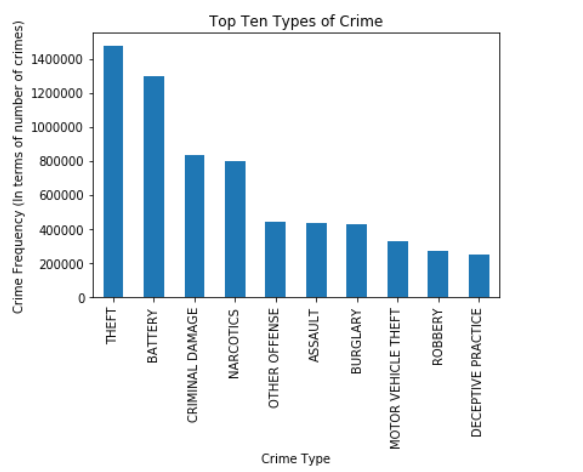 Top Ten Types of Crime
Crime Frequency (In terms of number of crimes)
1400000
1200000
1000000
800000
600000
400000
200000
0
THEFT
BATTERY
CRIMINAL DAMAGE
NARCOTICS
OTHER OFFENSE
ASSAULT
BURGLARY
MOTOR VEHICLE THEFT
ROBBERY
DECEPTIVE PRACTICE
Crime Type